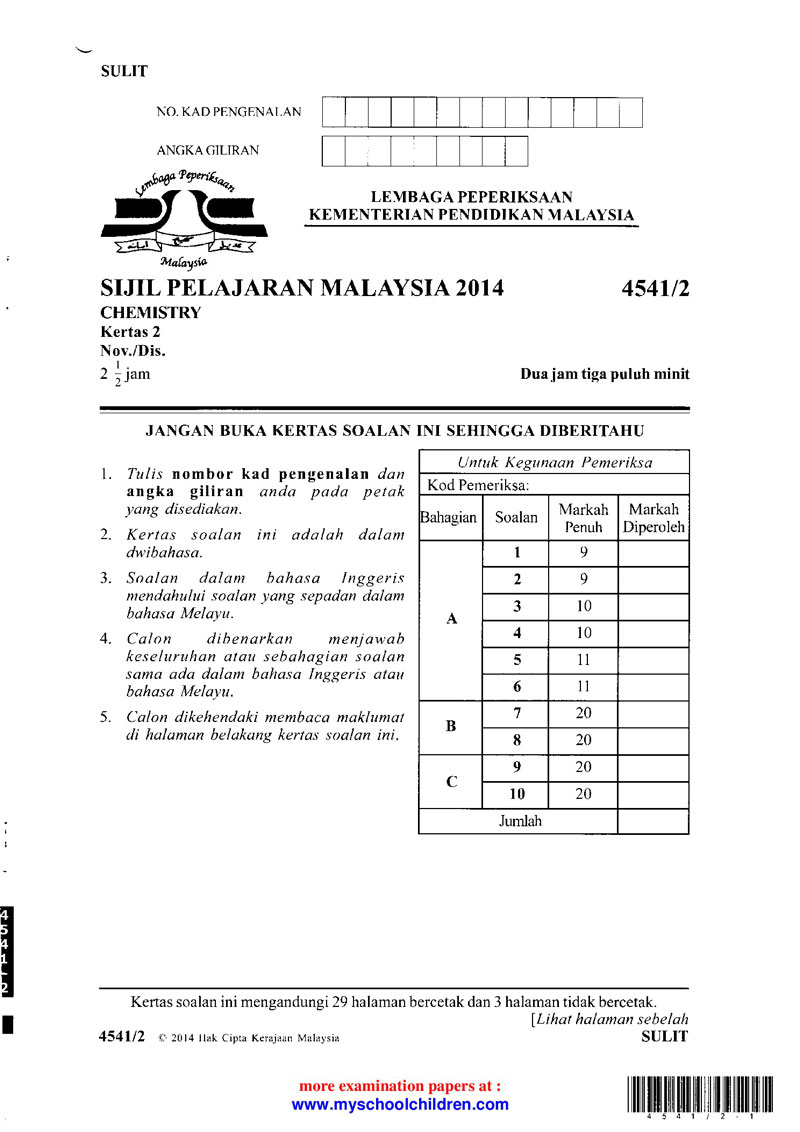 SULIT
NO. KAD PENGENALAN
ANGKA GILIRAN
Lembaga Peperiksaan
Malaysia
LEMBAGA PEPERIKSAAN
KEMENTERIAN PENDIDIKAN MALAYSIA
SIJIL PELAJARAN MALAYSIA 2014 4541/2
CHEMISTRY
Kertas 2
Nov./Dis.
2 1/2 jam Dua jam tiga puluh minit
JANGAN BUKA KERTAS SOALAN INI SEHINGGA DIBERITAHU
1. Tulis nombor kad pengenalan dan
angka giliran anda pada petak
yang disediakan.
2. Kertas soalan ini adalah dalam
dwibahasa.
3. Soalan dalam bahasa Inggeris
mendahului soalan yang sepadan dalam
bahasa Melayu.
4. Calon dibenarkan menjawab
keseluruhan atau sebahagian soalan
sama ada dalam bahasa Inggeris atau
bahasa Melayu.
5. Calon dikehendaki membaca maklumat
di halaman belakang kertas soalan ini.
Untuk Kegunaan Pemeriksa
Kod Pemeriksa:
Bahagian Soalan Markah Penuh Markah Diperoleh
A
1 9
2 9
3 10
4 10
5 11
6 11
B
7 20
8 20
C
9 20
10 20
Jumlah
4541-2
Kertas soalan ini mengandungi 29 halaman bercetak dan 3 halaman tidak bercetak.
[Lihat halaman sebelah
4541/2 © 2014 Hak Cipta Kerajaan Malaysia SULIT
more examination papers at :
www.myschoolchildren.com
4541/2-1